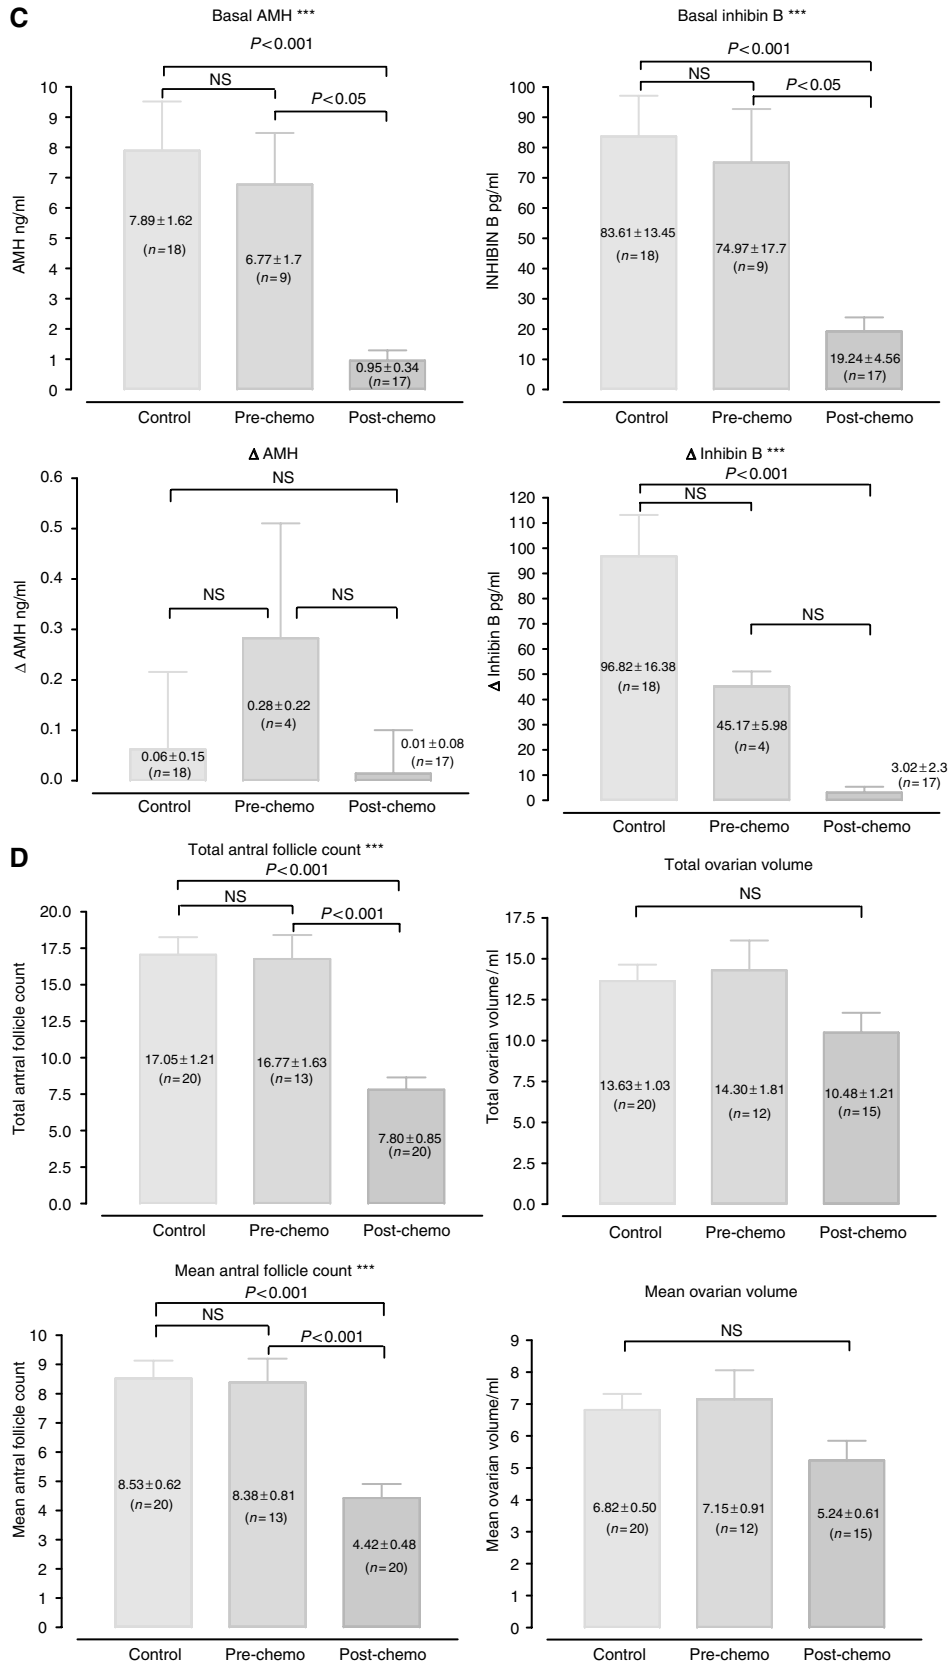 C
Basal AMH ***
P<0.001
NS
P<0.05
10
9
8
7
6
5
4
3
2
1
0
AMH ng/ml
7.89±1.62
(n=18)
6.77±1.7
(n=9)
0.95±0.34
(n=17)
Control Pre-chemo Post-chemo
Basal inhibin B ***
P<0.001
NS
P<0.05
100
90
80
70
60
50
40
30
20
10
0
INHIBIN B pg/ml
83.61±13.45
(n=18)
74.97±17.7
(n=9)
19.24±4.56
(n=17)
Control Pre-chemo Post-chemo
Δ AMH
NS
NS
NS
0.6
0.5
0.4
0.3
0.2
0.1
0.0
Δ AMH ng/ml
0.06±0.15
(n=18)
0.28±0.22
(n=4)
0.01±0.08
(n=17)
Control Pre-chemo Post-chemo
Δ Inhibin B ***
P<0.001
NS
NS
120
110
100
90
80
70
60
50
40
30
20
10
0
Δ Inhibin B pg/ml
96.82±16.38
(n=18)
45.17±5.98
(n=4)
3.02±2.3
(n=17)
Control Pre-chemo Post-chemo
D
Total antral follicle count ***
P<0.001
NS
P<0.001
20.0
17.5
15.0
12.5
10.0
7.5
5.0
2.5
0.0
Total antral follicle count
17.05±1.21
(n=20)
16.77±1.63
(n=13)
7.80±0.85
(n=20)
Control Pre-chemo Post-chemo
Total ovarian volume
NS
17.5
15.0
12.5
10.0
7.5
5.0
2.5
0.0
Total ovarian volume/ml
13.63±1.03
(n=20)
14.30±1.81
(n=12)
10.48±1.21
(n=15)
Control Pre-chemo Post-chemo
Mean antral follicle count ***
P<0.001
NS
P<0.001
10
9
8
7
6
5
4
3
2
1
0
Mean antral follicle count
8.53±0.62
(n=20)
8.38±0.81
(n=13)
4.42±0.48
(n=20)
Control Pre-chemo Post-chemo
Mean ovarian volume
NS
9
8
7
6
5
4
3
2
1
0
Mean ovarian volume/ml
6.82±0.50
(n=20)
7.15±0.91
(n=12)
5.24±0.61
(n=15)
Control Pre-chemo Post-chemo